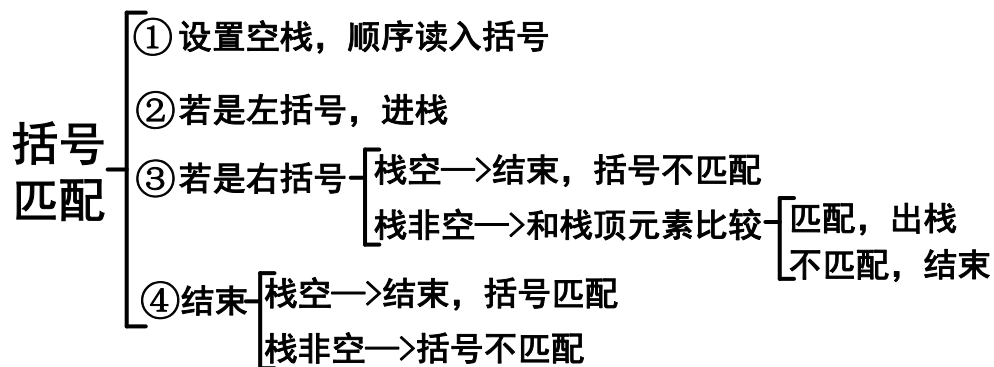 括号
匹配
①设置空栈，顺序读入括号
②若是左括号，进栈
③若是右括号
栈空—>结束，括号不匹配
栈非空—>和栈顶元素比较
匹配，出栈
不匹配，结束
④结束
栈空—>结束，括号匹配
栈非空—>括号不匹配